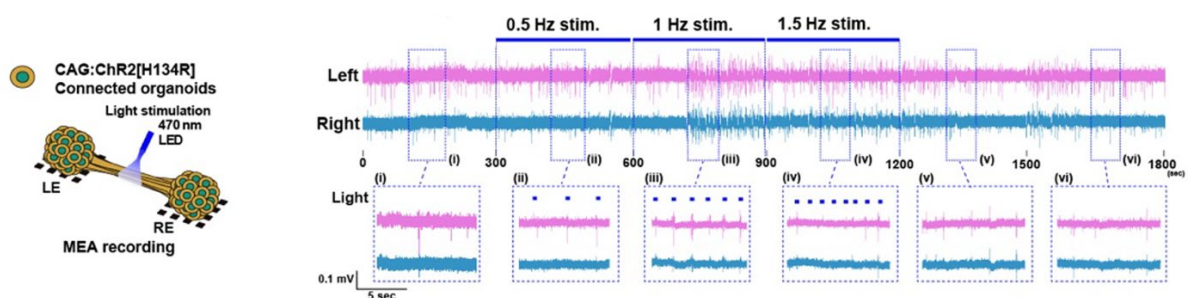 CAG:ChR2[H134R]
Connected organoids
Light stimulation
470 nm
LED
LE
RE
MEA recording
0.5 Hz stim.
1 Hz stim.
1.5 Hz stim.
Left
Right
0
(i)
300
(ii)
600
(iii)
900
(iv)
1200
(v)
1500
(vi)
1800
(sec)
Light
(i)
(ii)
(iii)
(iv)
(v)
(vi)
0.1 mV
5 sec